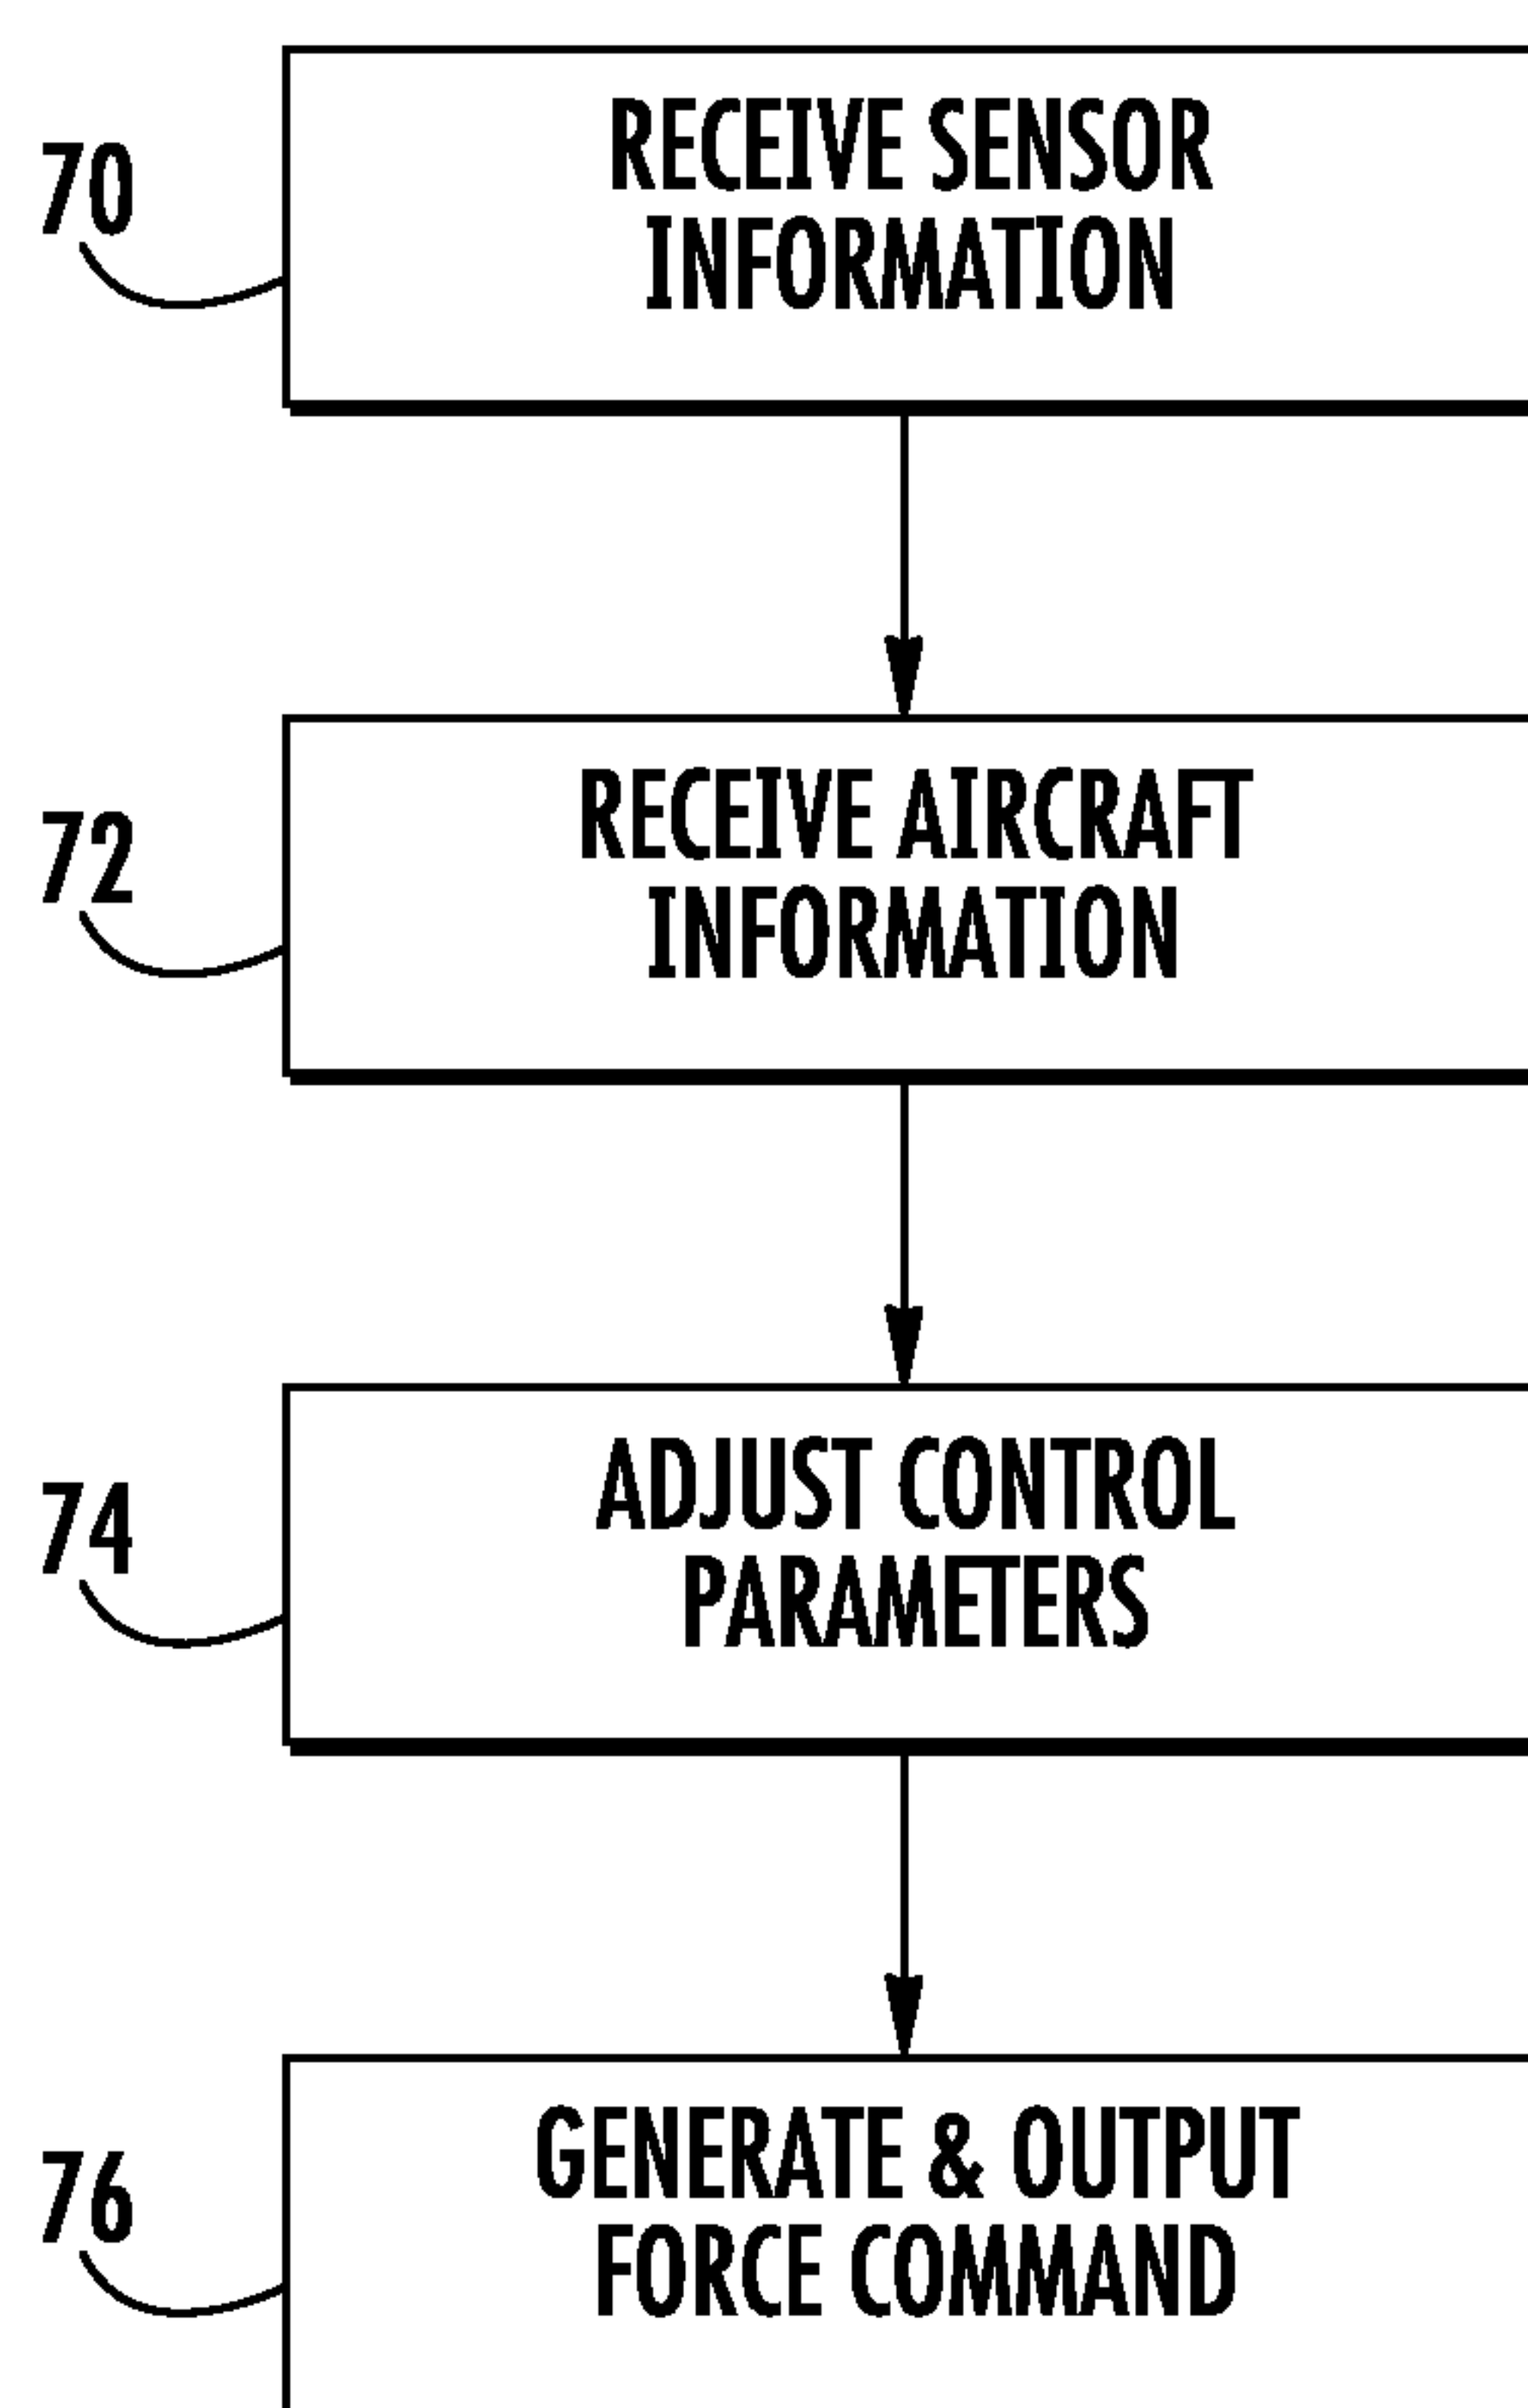 70
RECEIVE SENSOR
INFORMATION
72
RECEIVE AIRCRAFT
INFORMATION
74
ADJUST CONTROL
PARAMETERS
76
GENERATE & OUTPUT
FORCE COMMAND